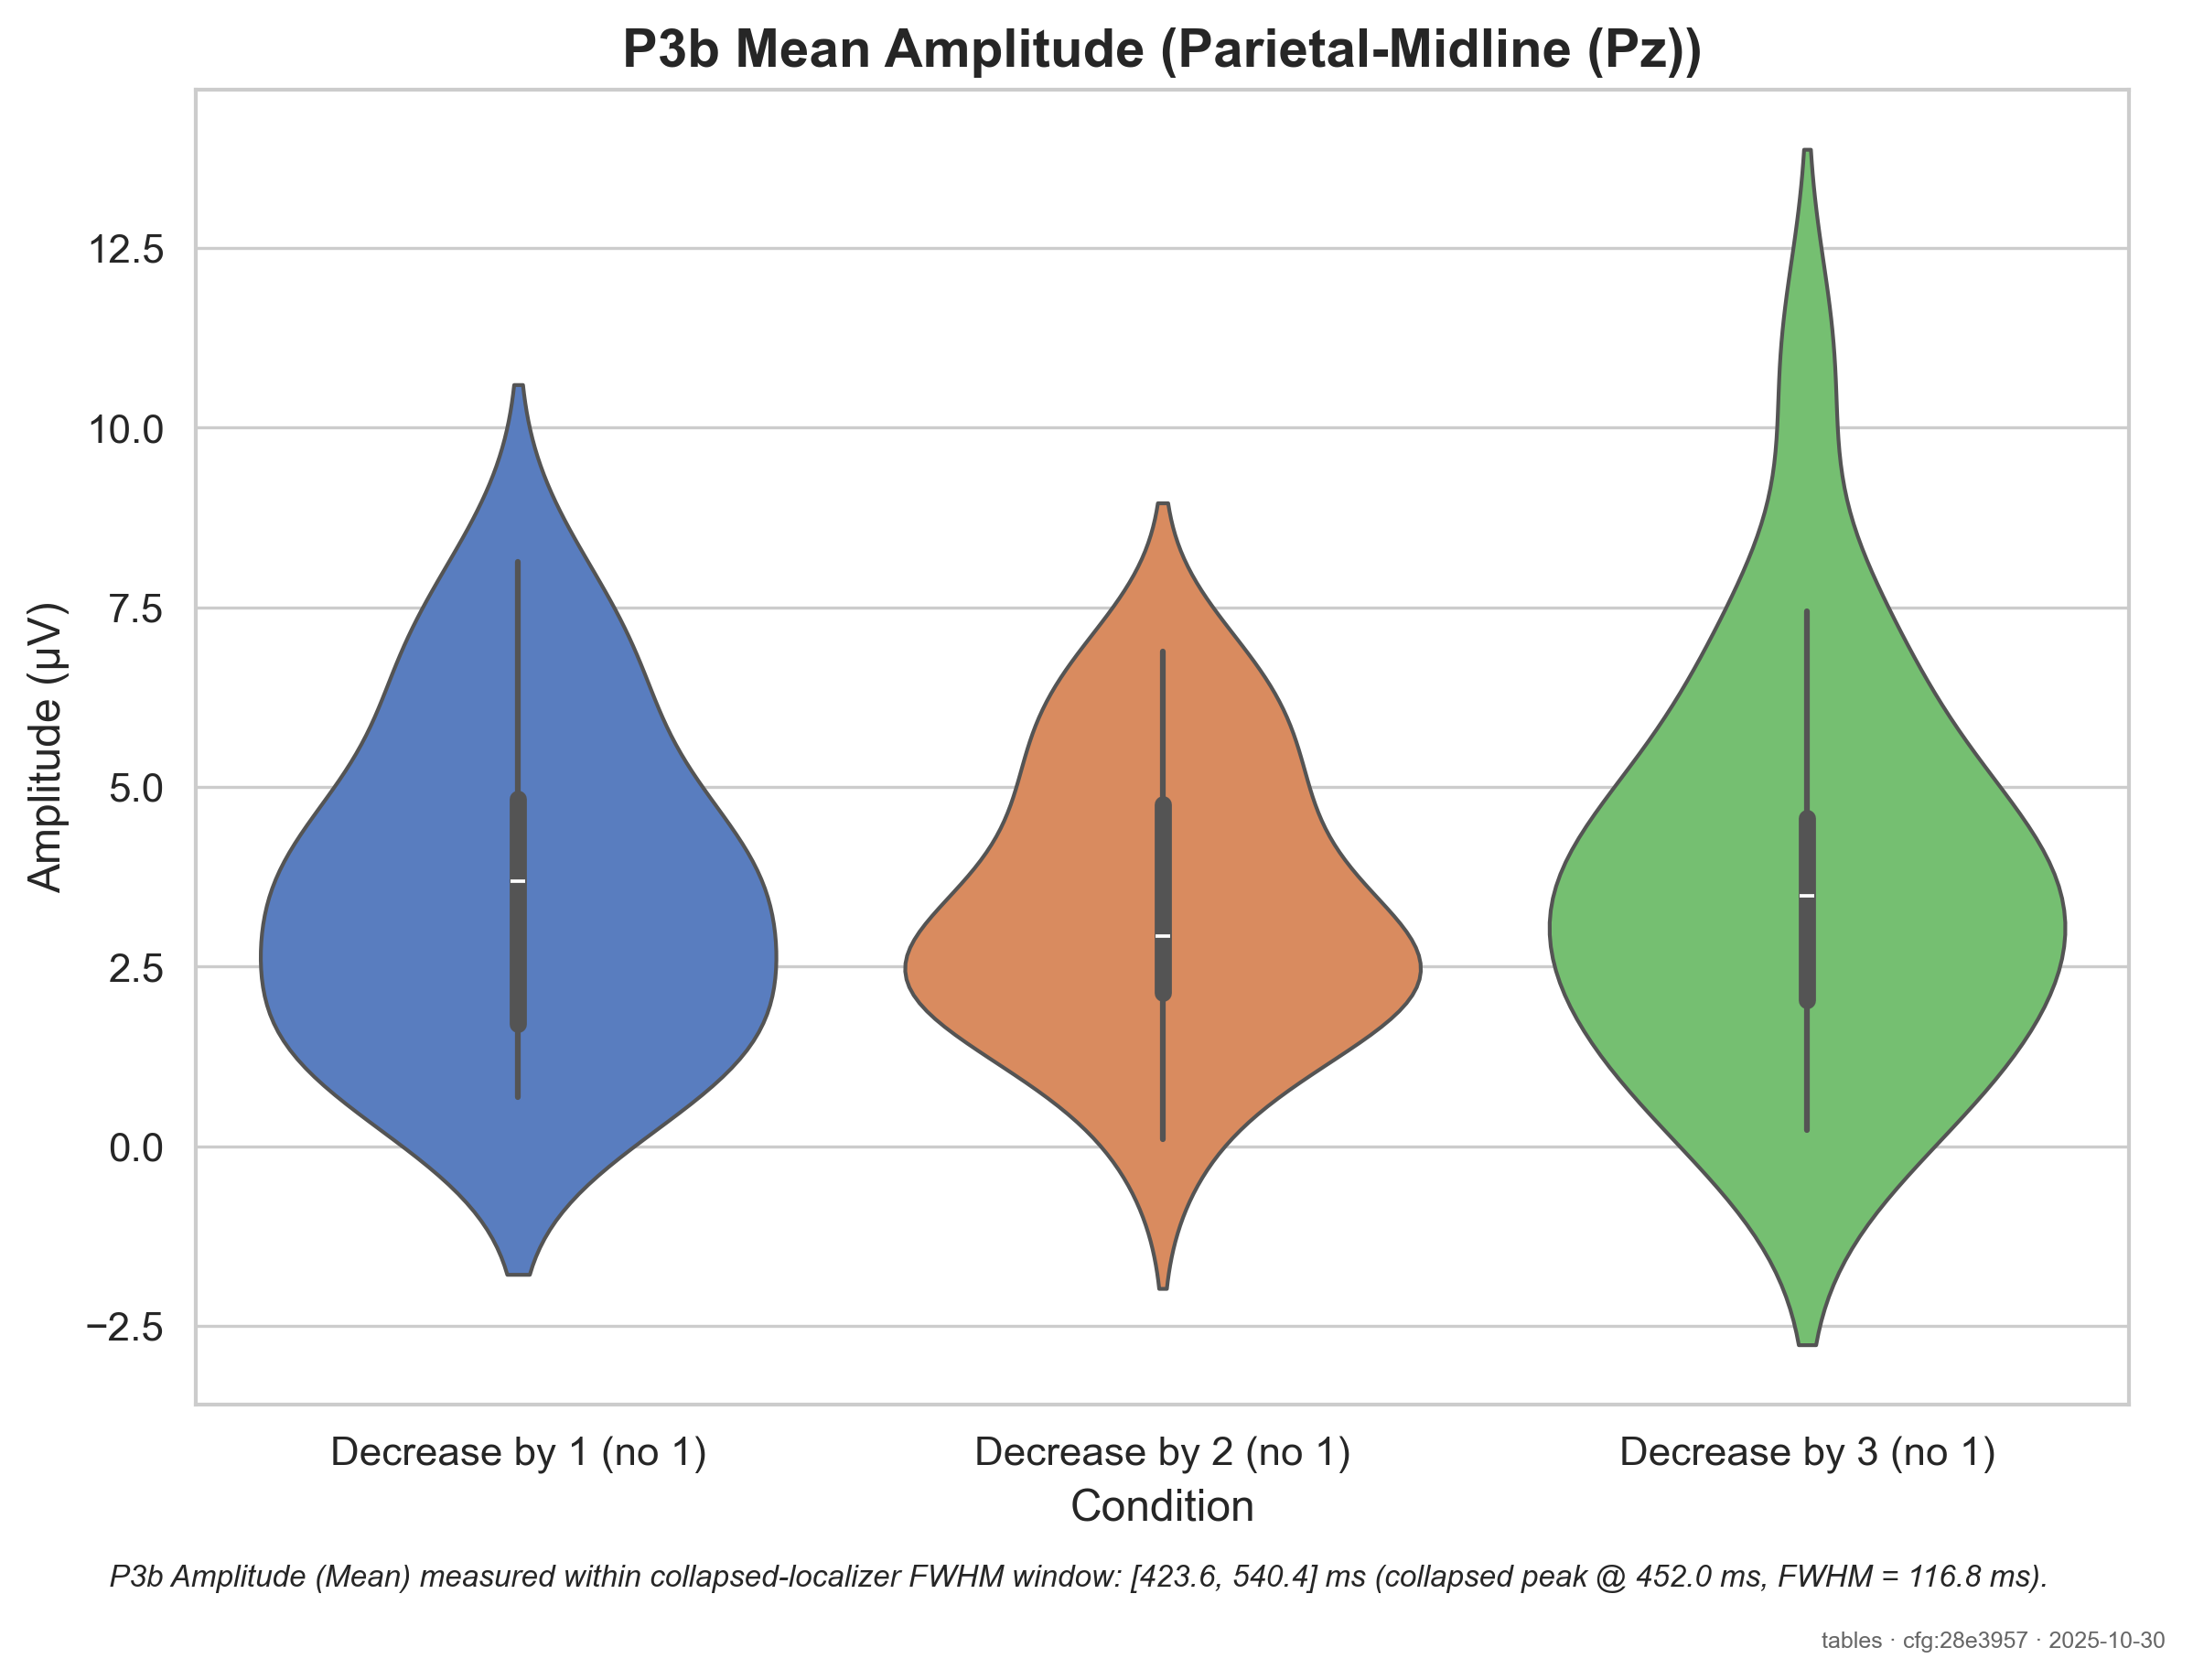 P3b Mean Amplitude (Parietal-Midline (Pz))
Amplitude (µV)
12.5
10.0
7.5
5.0
2.5
0.0
−2.5
Decrease by 1 (no 1)
Decrease by 2 (no 1)
Decrease by 3 (no 1)
Condition
P3b Amplitude (Mean) measured within collapsed-localizer FWHM window: [423.6, 540.4] ms (collapsed peak @ 452.0 ms, FWHM = 116.8 ms).
tables · cfg:28e3957 · 2025-10-30